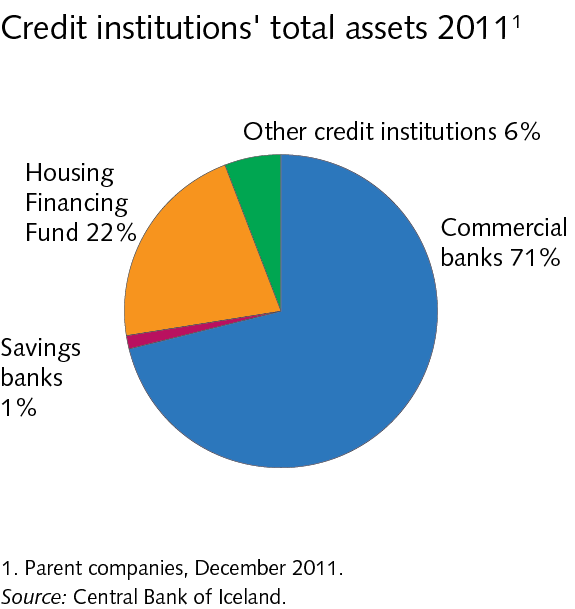 Credit institutions' total assets 2011¹
Other credit institutions 6%
Housing
Financing
Fund 22%
Commercial
banks 71%
Savings
banks
1%
1. Parent companies, December 2011.
Source: Central Bank of Iceland.